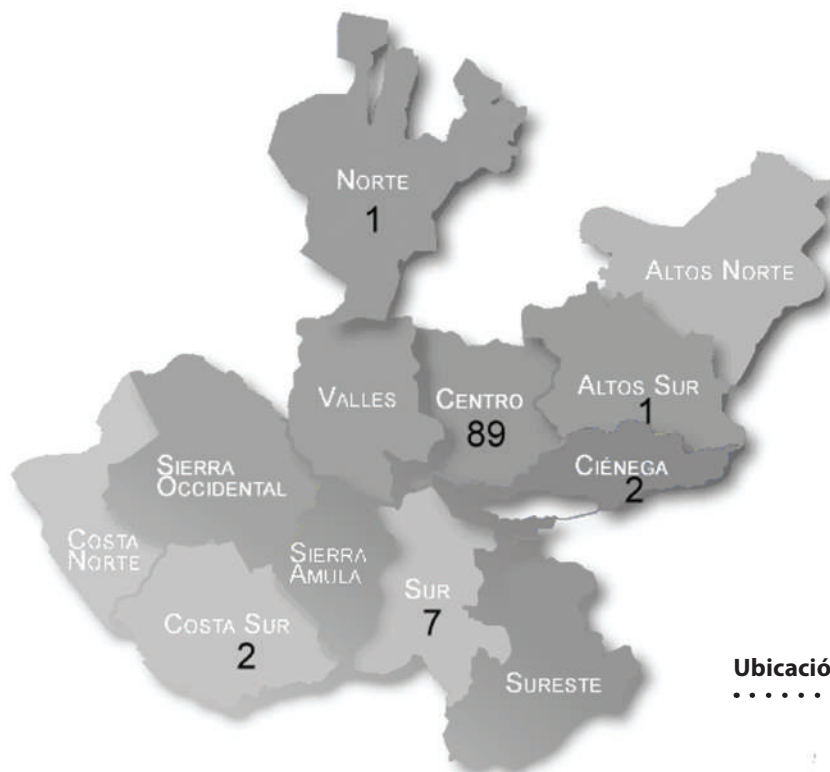 NORTE
1
ALTOS NORTE
VALLES
CENTRO
89
ALTOS SUR
1
CIÉNEGA
2
SIERRA
OCCIDENTAL
COSTA
NORTE
SIERRA
AMULA
SUR
7
COSTA SUR
2
SURESTE
Ubicació